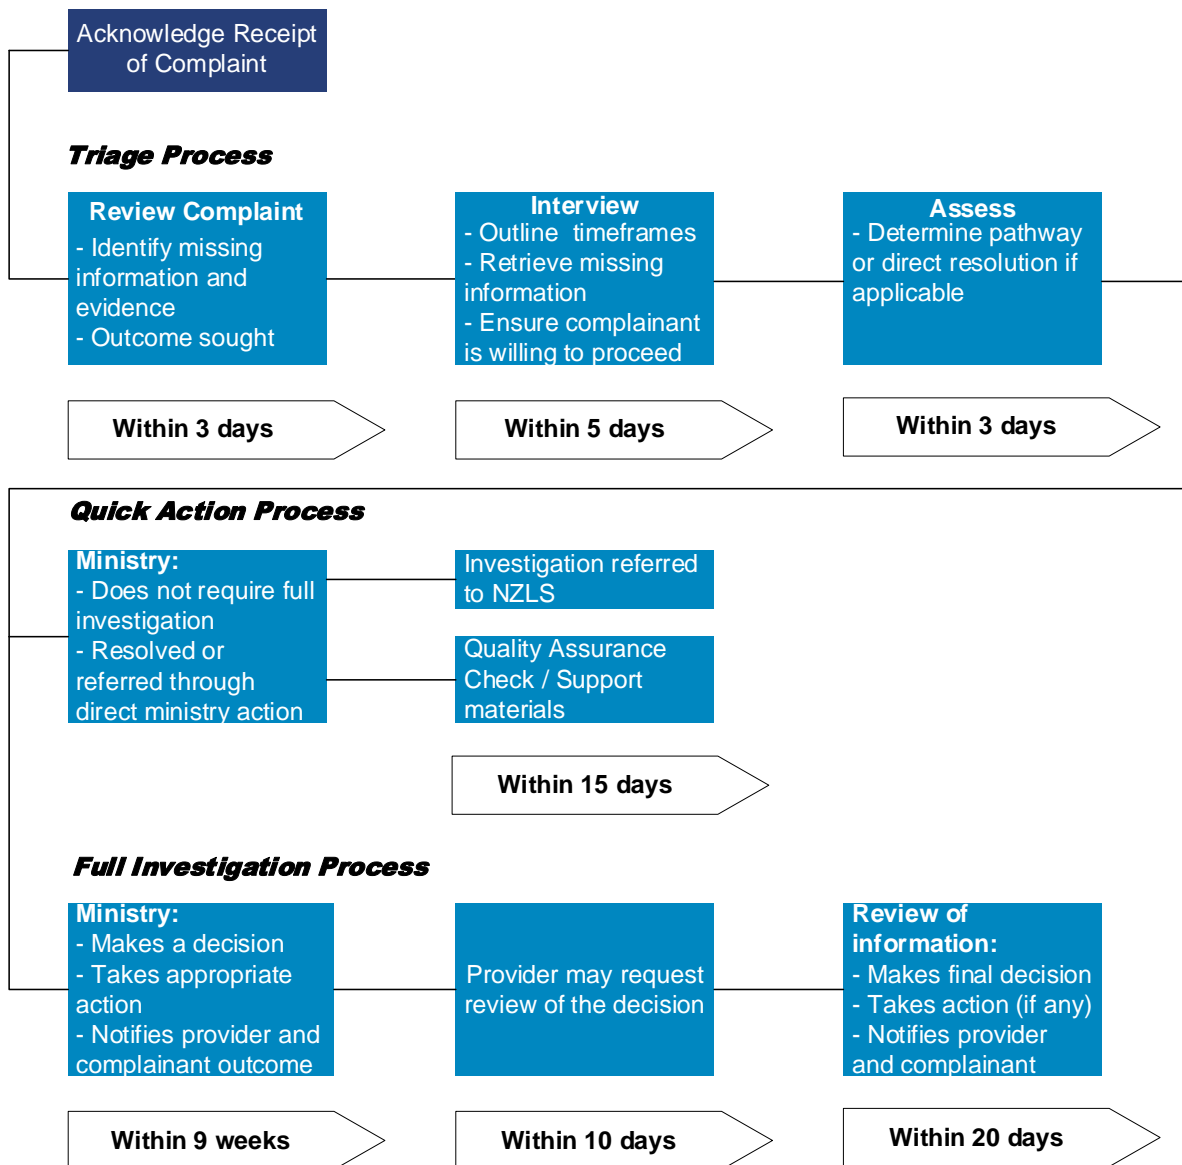 Acknowledge Receipt
of Complaint
Triage Process
Review Complaint
- Identify missing
information and
evidence
- Outcome sought
Interview
- Outline timeframes
- Retrieve missing
information
- Ensure complainant
is willing to proceed
Assess
- Determine pathway
or direct resolution if
applicable
Within 3 days
Within 5 days
Within 3 days
Quick Action Process
Ministry:
- Does not require full
investigation
- Resolved or
referred through
direct ministry action
Investigation referred
to NZLS
Quality Assurance
Check / Support
materials
Within 15 days
Full Investigation Process
Ministry:
- Makes a decision
- Takes appropriate
action
- Notifies provider and
complainant outcome
Provider may request
review of the decision
Review of
information:
- Makes final decision
- Takes action (if any)
- Notifies provider
and complainant
Within 9 weeks
Within 10 days
Within 20 days